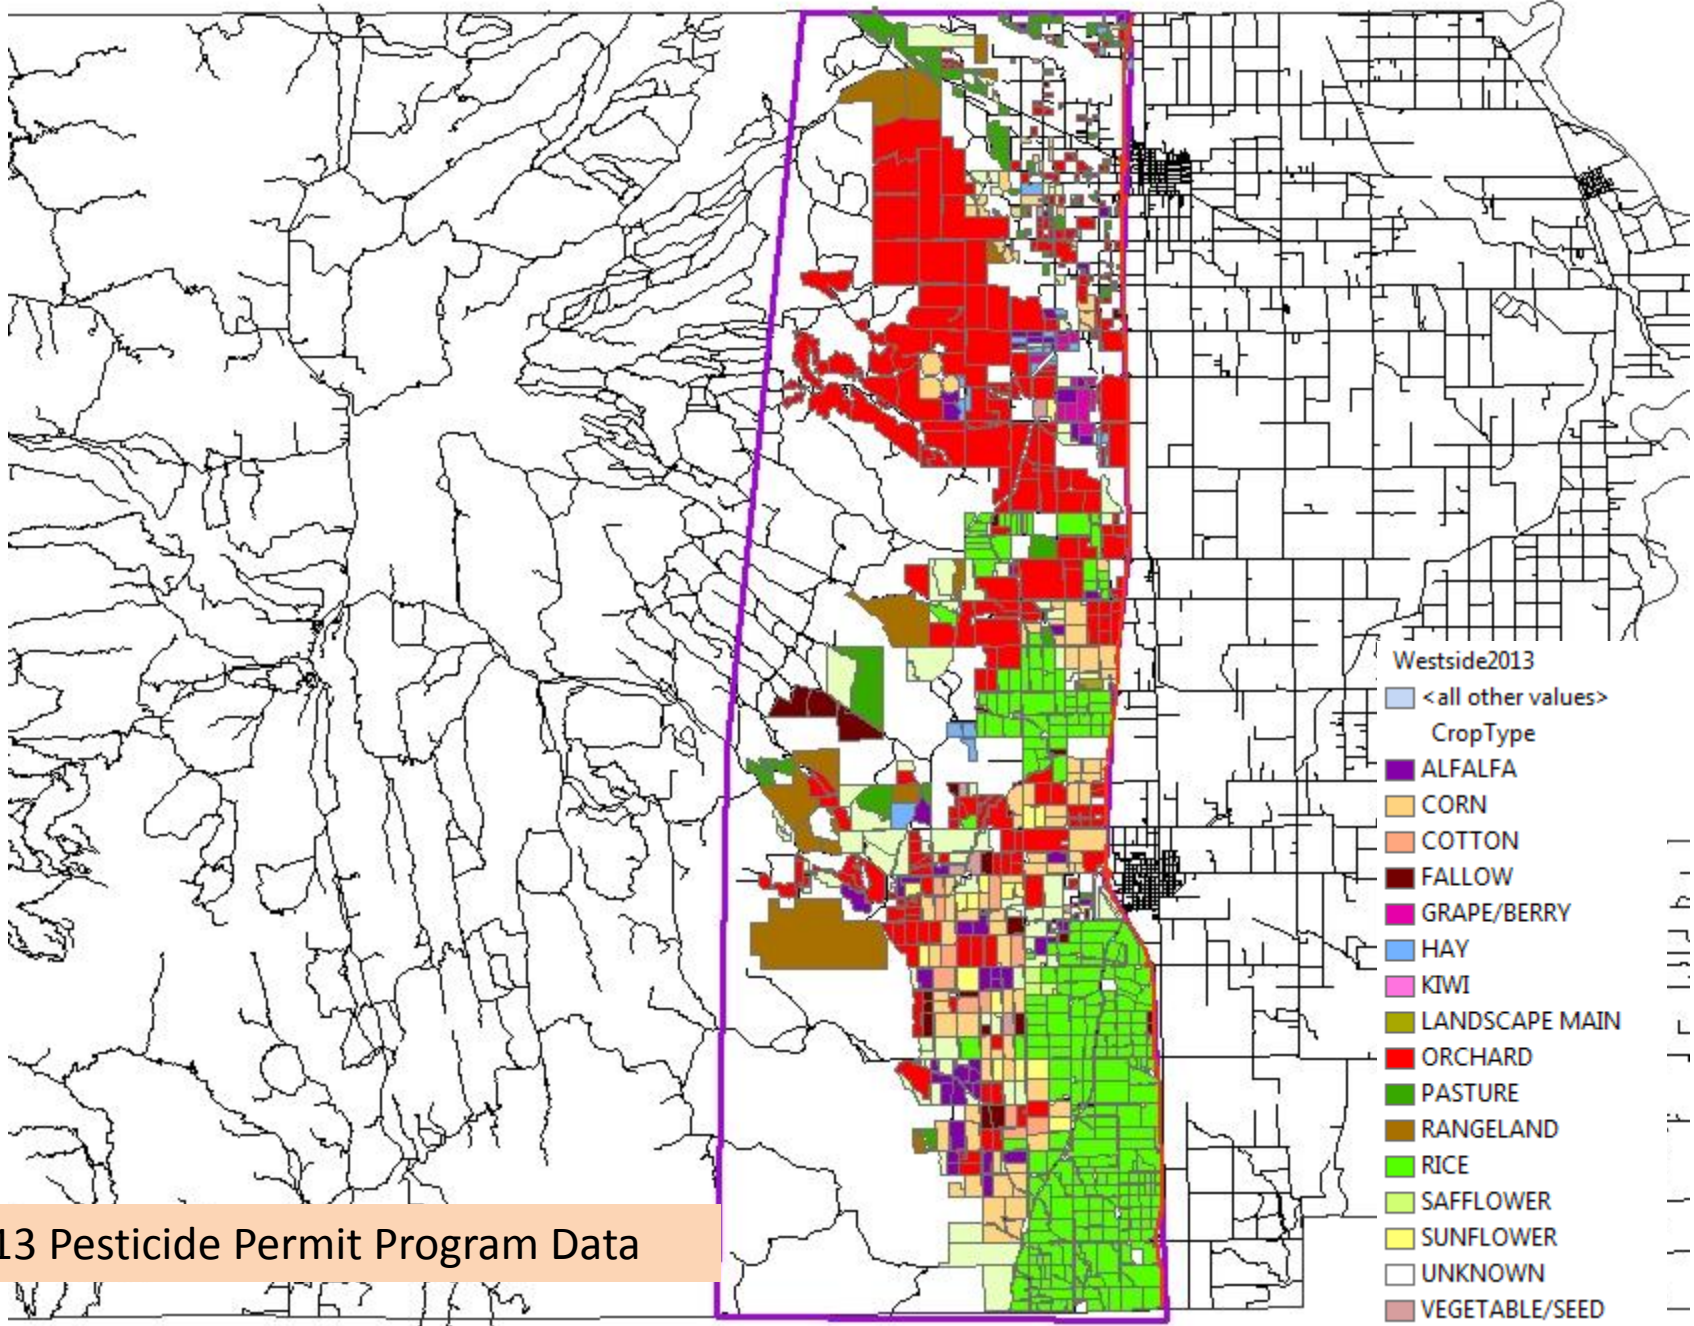 Westside2013
<all other values>
CropType
ALFALFA
CORN
COTTON
FALLOW
GRAPE/BERRY
HAY
KIWI
LANDSCAPE MAIN
ORCHARD
PASTURE
RANGELAND
RICE
SAFFLOWER
SUNFLOWER
UNKNOWN
VEGETABLE/SEED
13 Pesticide Permit Program Data